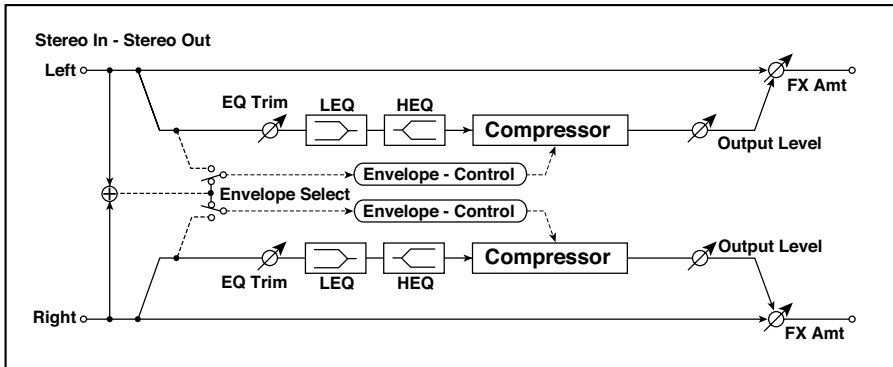 Stereo In - Stereo Out
Left
FX Amt
EQ Trim
LEQ
HEQ
Compressor
Output Level
Envelope - Control
Envelope Select
Envelope - Control
Output Level
Compressor
EQ Trim
LEQ
HEQ
Right
FX Amt